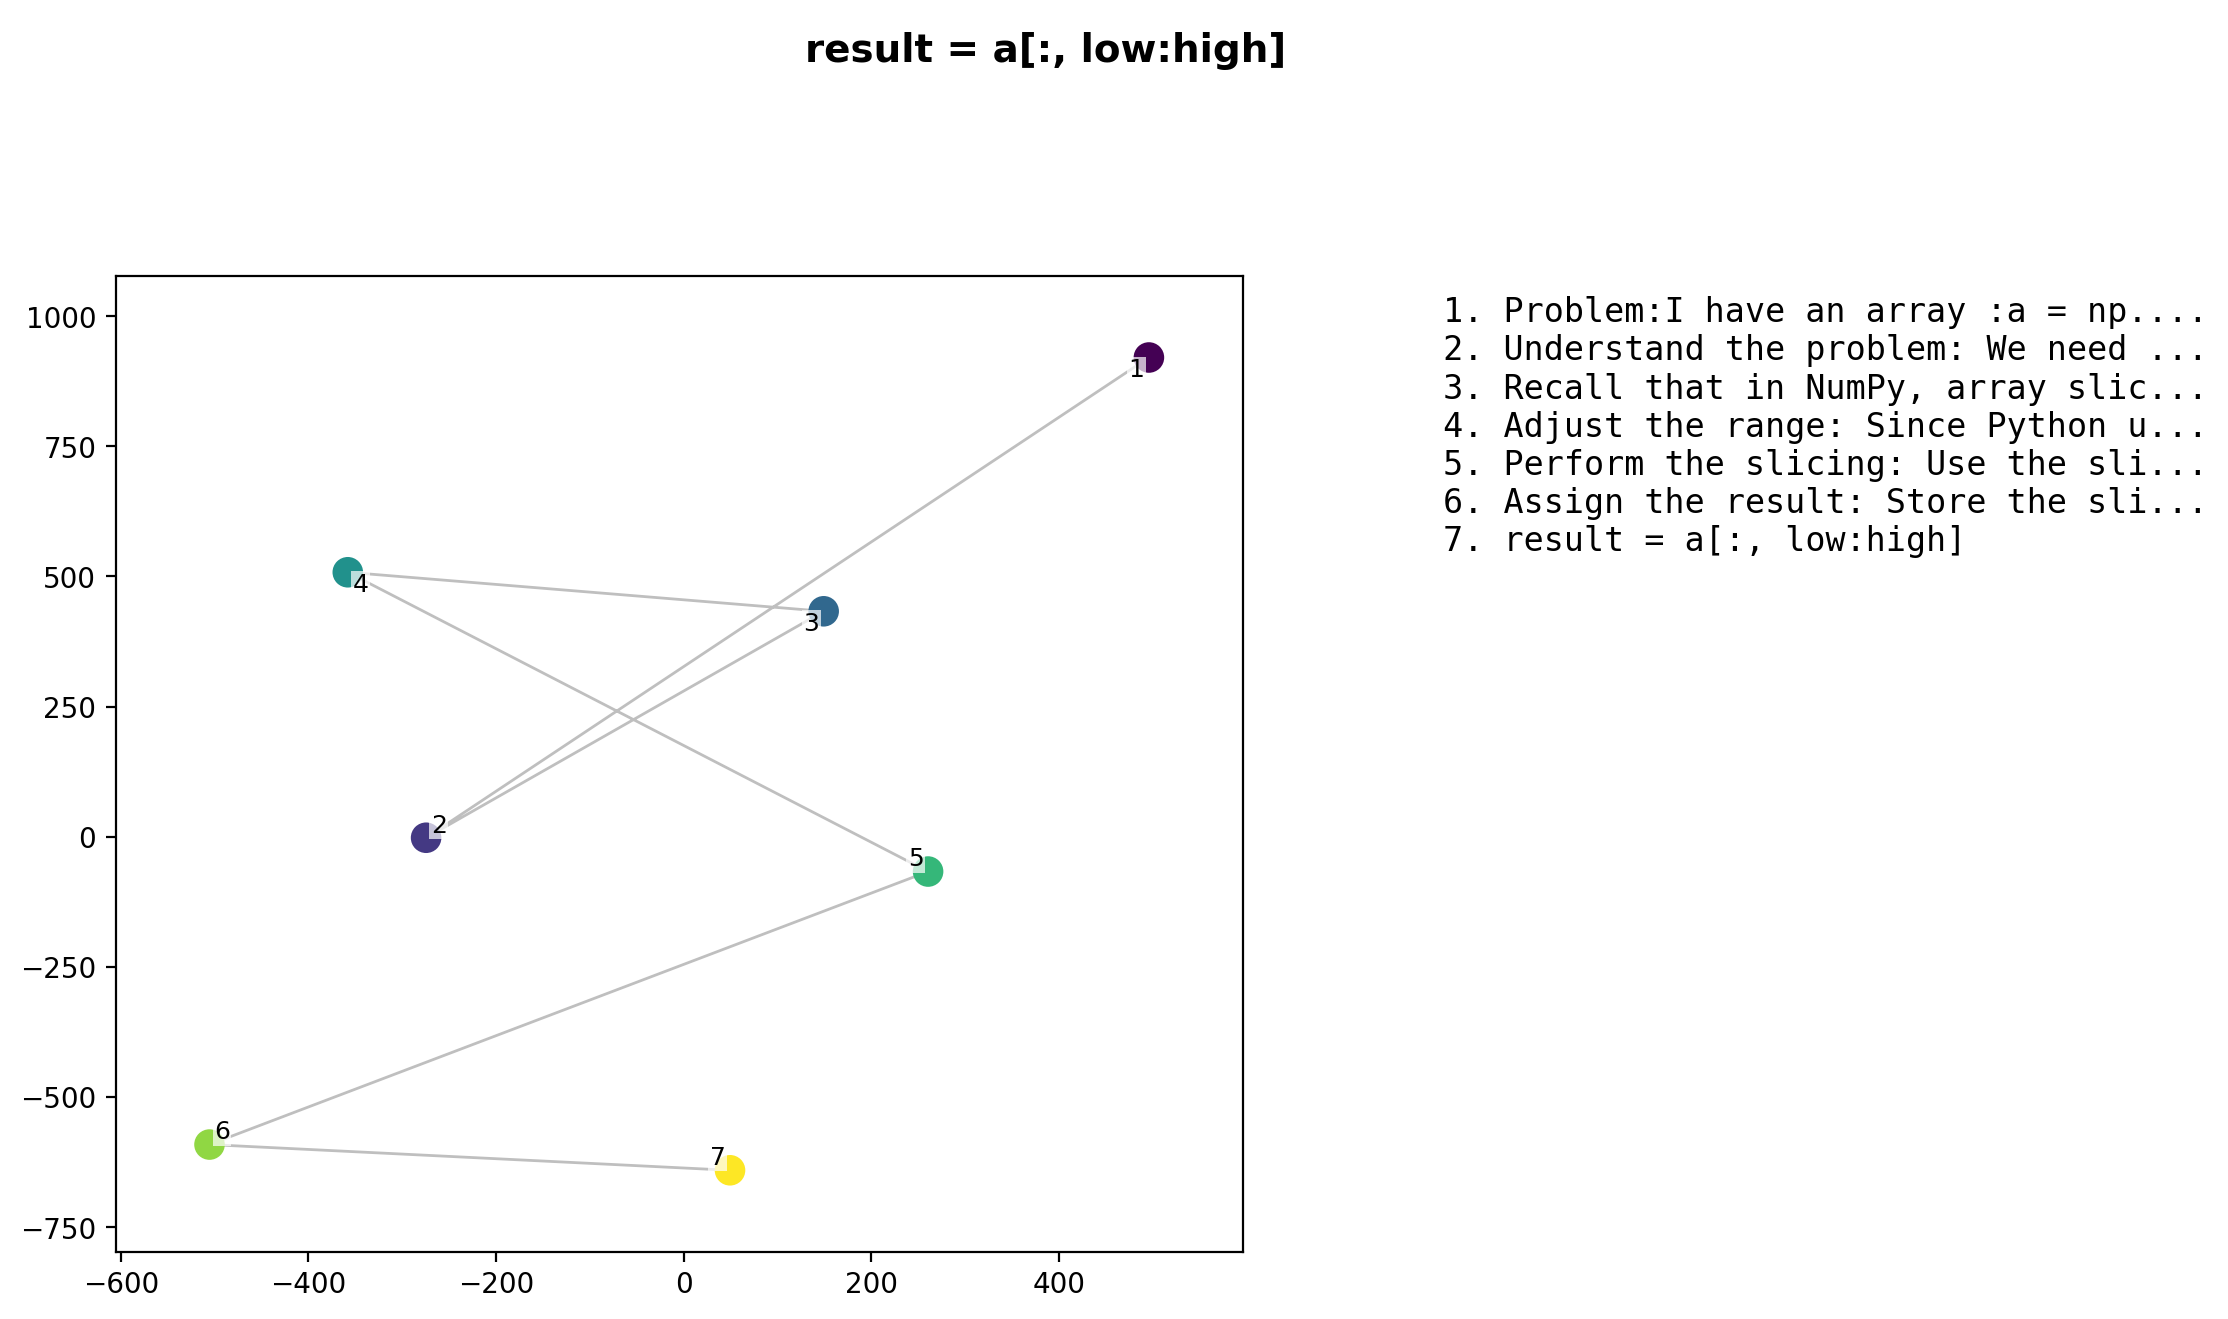 result = a[:, low:high]
1000
750
500
250
0
−250
−500
−750
−600
−400
−200
0
200
400
1
2
3
4
5
6
7
1. Problem:I have an array :a = np....
2. Understand the problem: We need ...
3. Recall that in NumPy, array slic...
4. Adjust the range: Since Python u...
5. Perform the slicing: Use the sli...
6. Assign the result: Store the sli...
7. result = a[:, low:high]